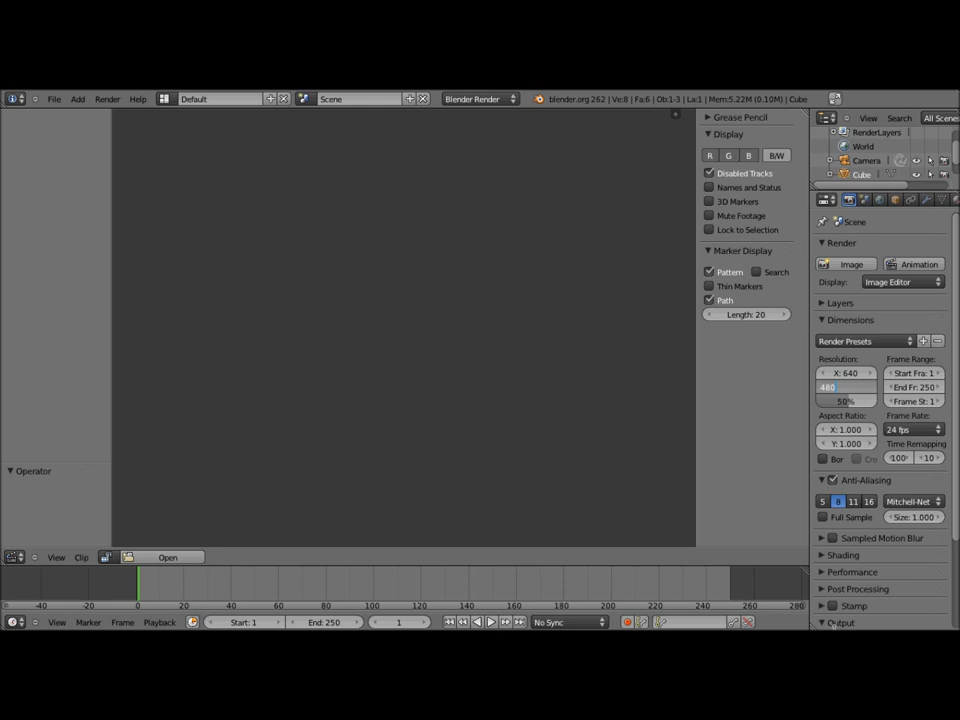 File Add Render Help Default Scene Blender Render blender.org 262 | Ve:8 | Fa:6 | Ob:1-3 | La:1 | Mem:5.22M (0.10M) | Cube
Grease Pencil
Display
R G B B/W
Disabled Tracks
Names and Status
3D Markers
Mute Footage
Lock to Selection
Marker Display
Pattern Search
Thin Markers
Path
Length: 20
View Search All Scenes
RenderLayers
World
Camera
Cube
Scene
Render
Image Animation
Display: Image Editor
Layers
Dimensions
Render Presets
Resolution: Frame Range:
X: 640 Start Fra: 1
480 End Fr: 250
50% Frame St: 1
Aspect Ratio: Frame Rate:
X: 1.000 24 fps
Y: 1.000 Time Remapping
Bor Cro 100 10
Anti-Aliasing
5 8 11 16 Mitchell-Net
Full Sample Size: 1.000
Sampled Motion Blur
Shading
Performance
Post Processing
Stamp
Output
Operator
View Clip Open
-40 -20 0 20 40 60 80 100 120 140 160 180 200 220 240 260 280
View Marker Frame Playback Start: 1 End: 250 1 No Sync